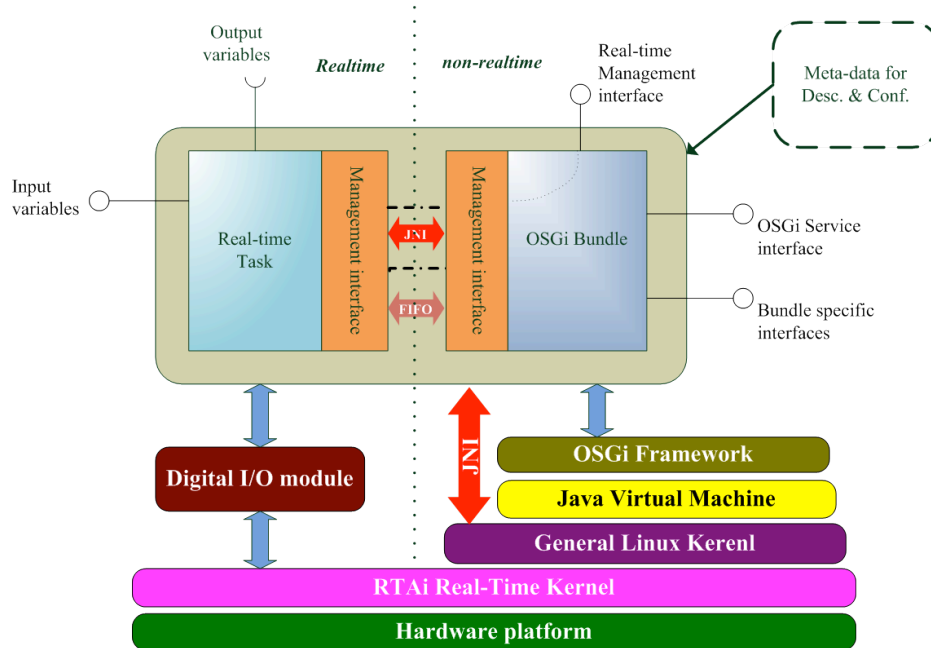 Output
variables
Realtime
non-realtime
Real-time
Management
interface
Meta-data for
Desc. & Conf.
Input
variables
Real-time
Task
Management interface
JNI
FIFO
Management interface
OSGi Bundle
OSGi Service
interface
Bundle specific
interfaces
JNI
Digital I/O module
OSGi Framework
Java Virtual Machine
General Linux Kerenl
RTAi Real-Time Kernel
Hardware platform